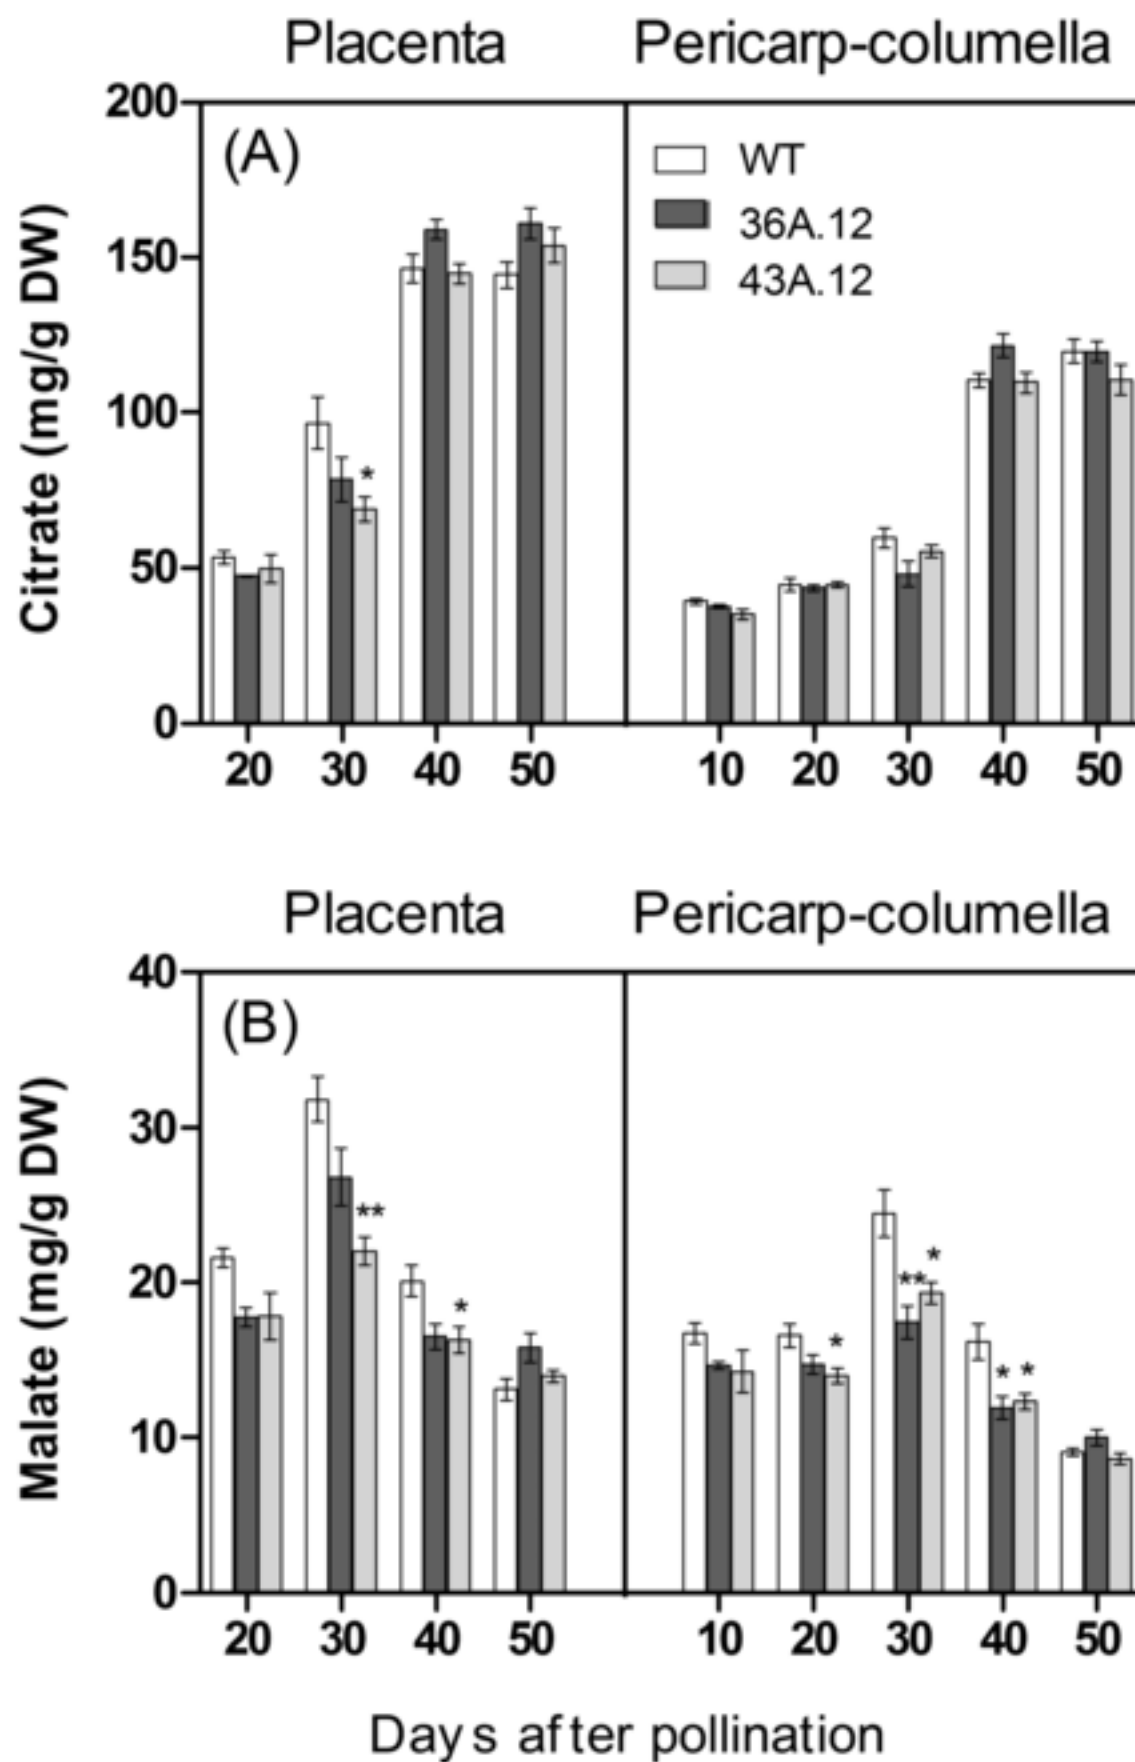 Placenta Pericarp-columella
(A)
WT
36A.12
43A.12
Citrate (mg/g DW)
200
150
100
50
0
*
20 30 40 50 10 20 30 40 50
Placenta Pericarp-columella
(B)
Malate (mg/g DW)
40
30
20
10
0
** * * ** * * *
20 30 40 50 10 20 30 40 50
Days after pollination